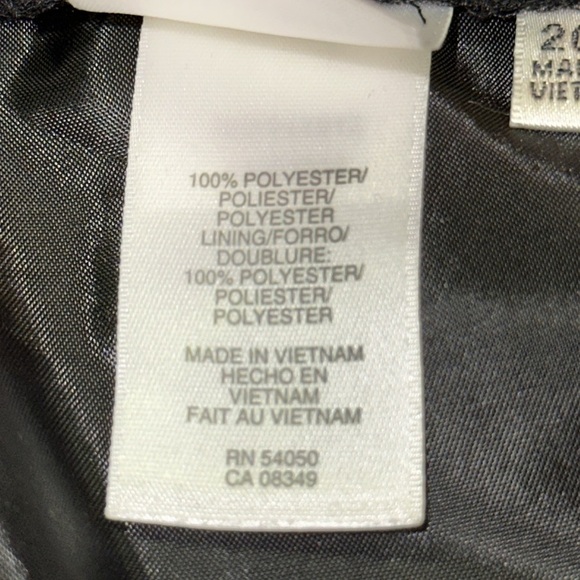 100% POLYESTER/
POLIESTER/
POLYESTER
LINING/FORRO/
DOUBLURE:
100% POLYESTER/
POLIESTER/
POLYESTER
MADE IN VIETNAM
HECHO EN
VIETNAM
FAIT AU VIETNAM
RN 54050
CA 08349